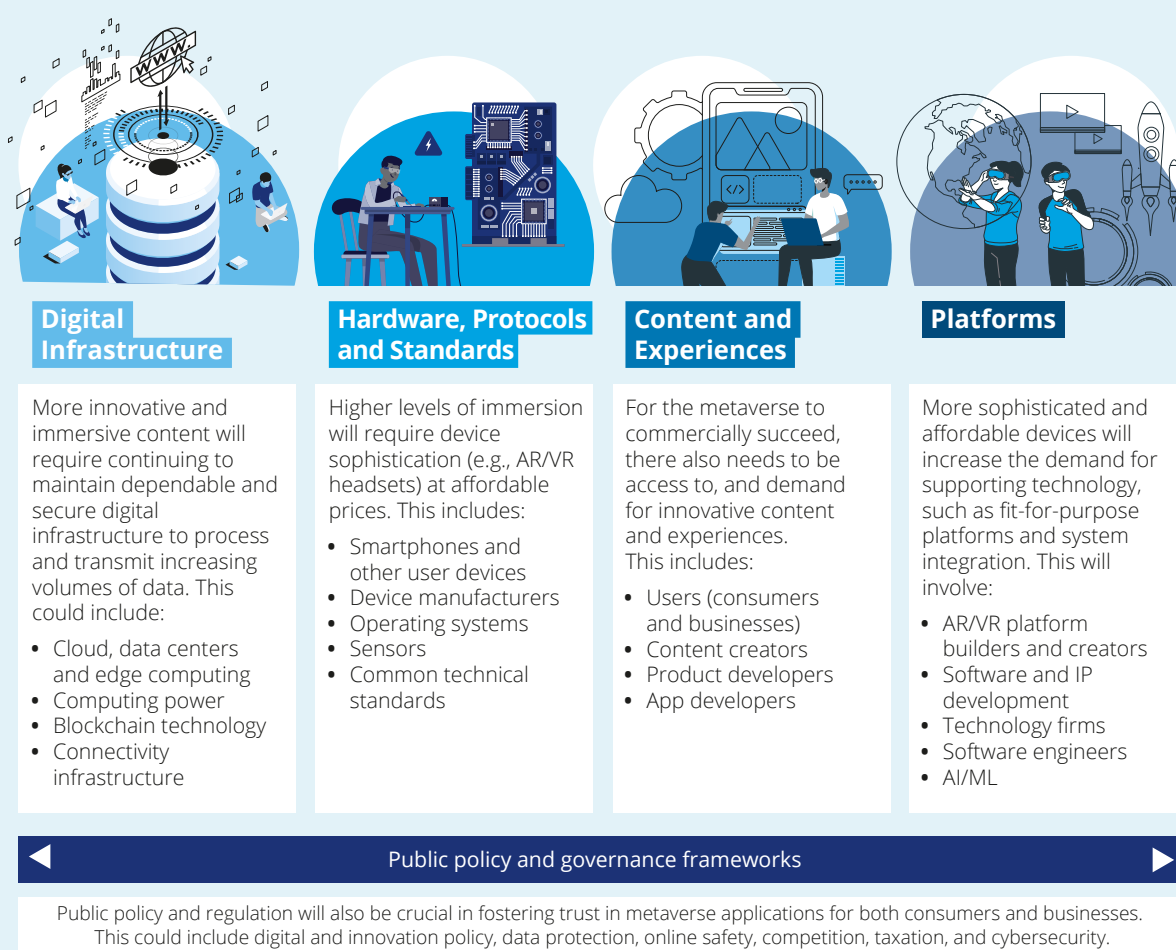 WWW.
Digital
Infrastructure
More innovative and
immersive content will
require continuing to
maintain dependable and
secure digital
infrastructure to process
and transmit increasing
volumes of data. This
could include:
• Cloud, data centers
and edge computing
• Computing power
• Blockchain technology
• Connectivity
infrastructure
Hardware, Protocols
and Standards
Higher levels of immersion
will require device
sophistication (e.g., AR/VR
headsets) at affordable
prices. This includes:
• Smartphones and
other user devices
• Device manufacturers
• Operating systems
• Sensors
• Common technical
standards
</>
Content and
Experiences
For the metaverse to
commercially succeed,
there also needs to be
access to, and demand
for innovative content
and experiences.
This includes:
• Users (consumers
and businesses)
• Content creators
• Product developers
• App developers
Platforms
More sophisticated and
affordable devices will
increase the demand for
supporting technology,
such as fit-for-purpose
platforms and system
integration. This will
involve:
• AR/VR platform
builders and creators
• Software and IP
development
• Technology firms
• Software engineers
• AI/ML
Public policy and governance frameworks
Public policy and regulation will also be crucial in fostering trust in metaverse applications for both consumers and businesses.
This could include digital and innovation policy, data protection, online safety, competition, taxation, and cybersecurity.